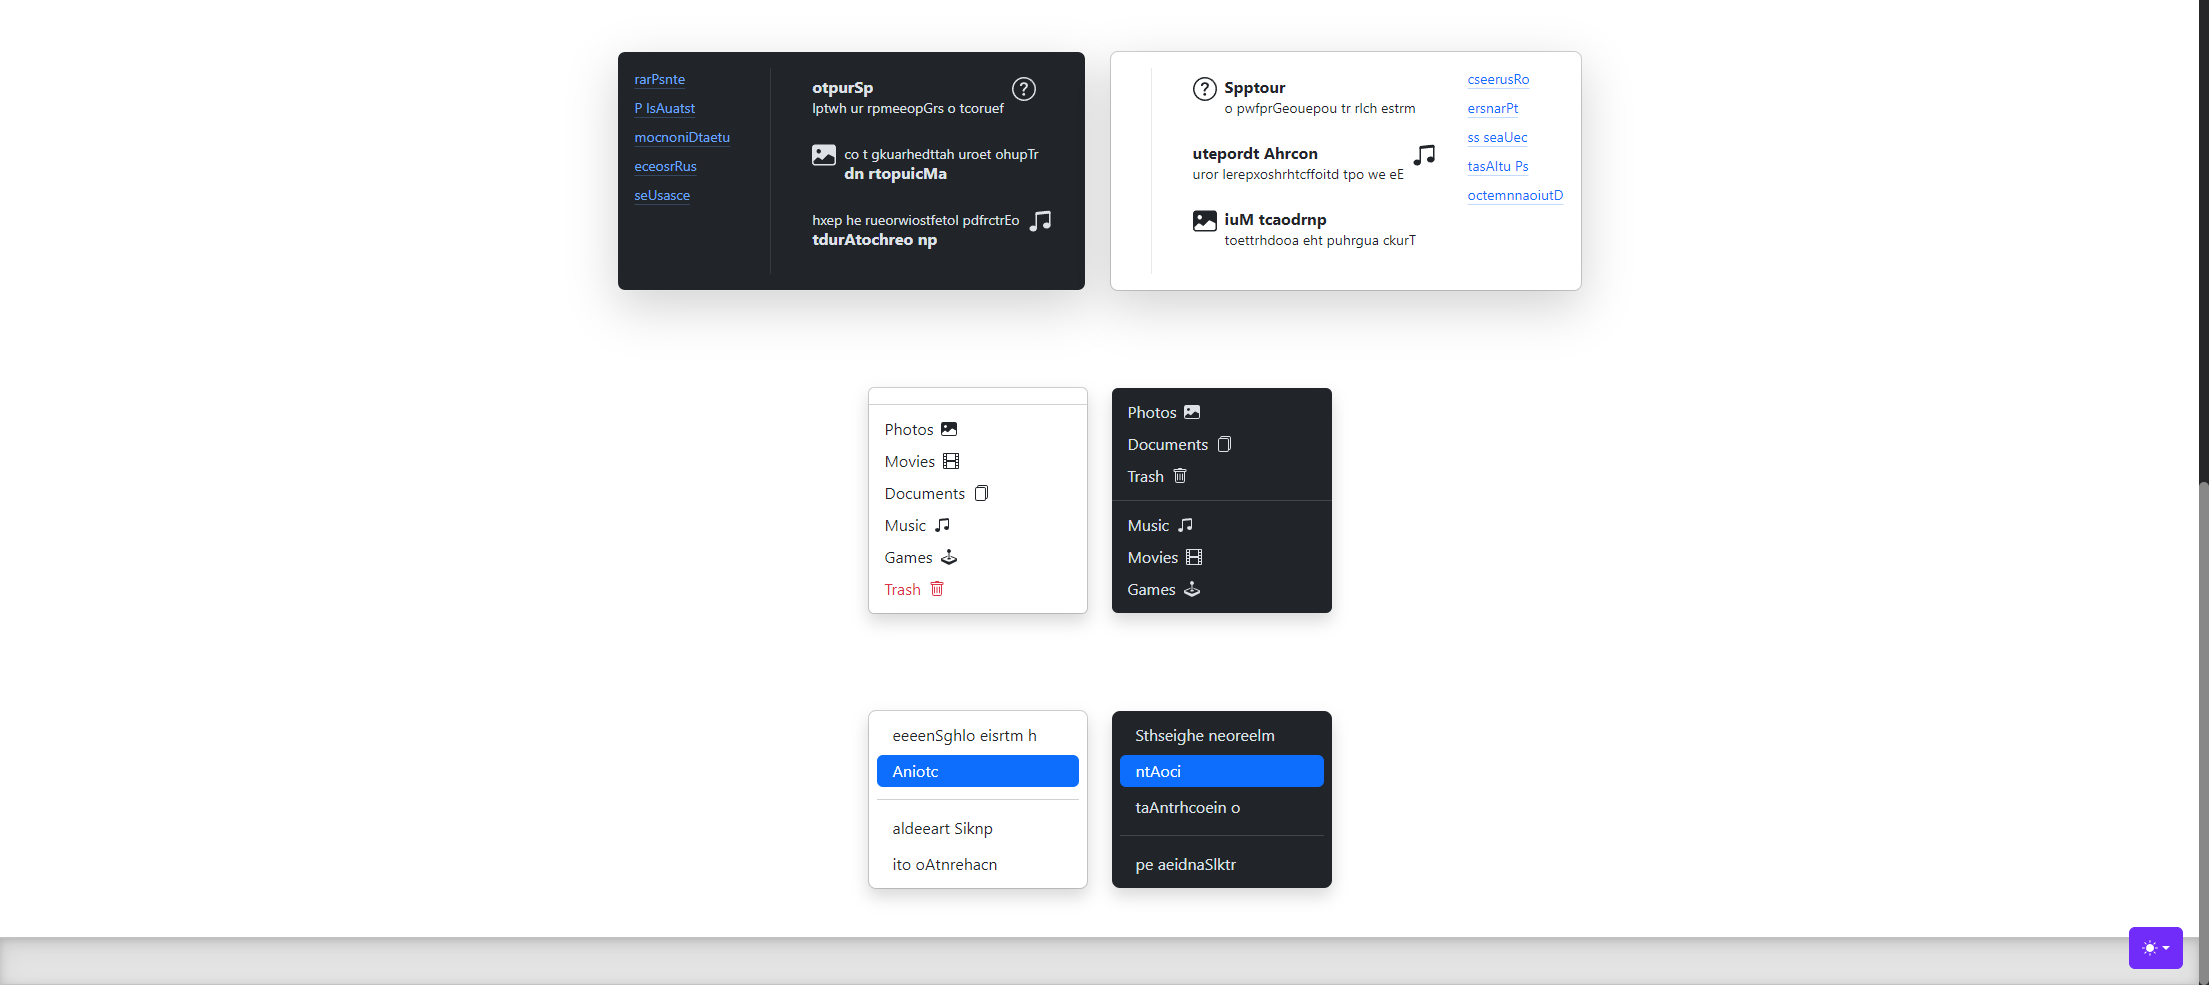 rarPsnte
P lsAuatst
mocnoniDtaetu
eceosrRus
seUsasce
otpurSp
lptwh ur rpmeeopGrs o tcoruef
co t gkuarhedttah uroet ohupTr
dn rtopuicMa
hxep he rueorwiostfetol pdfrctrEo
tdurAtochreo np
Spptour
o pwfprGeouepou tr rlch estrm
utepordt Ahrcon
uror lerepxoshrhtcffoitd tpo we eE
iuM tcaodrnp
toettrhdooa eht puhrgua ckurT
cseerusRo
ersnarPt
ss seaUec
tasAltu Ps
octemnnaoiutD
Photos
Movies
Documents
Music
Games
Trash
Photos
Documents
Trash
Music
Movies
Games
eeeenSghlo eisrtm h
Aniotc
aldeeart Siknp
ito oAtnrehacn
Sthseighe neoreelm
ntAoci
taAntrhcoein o
pe aeidnaSlktr